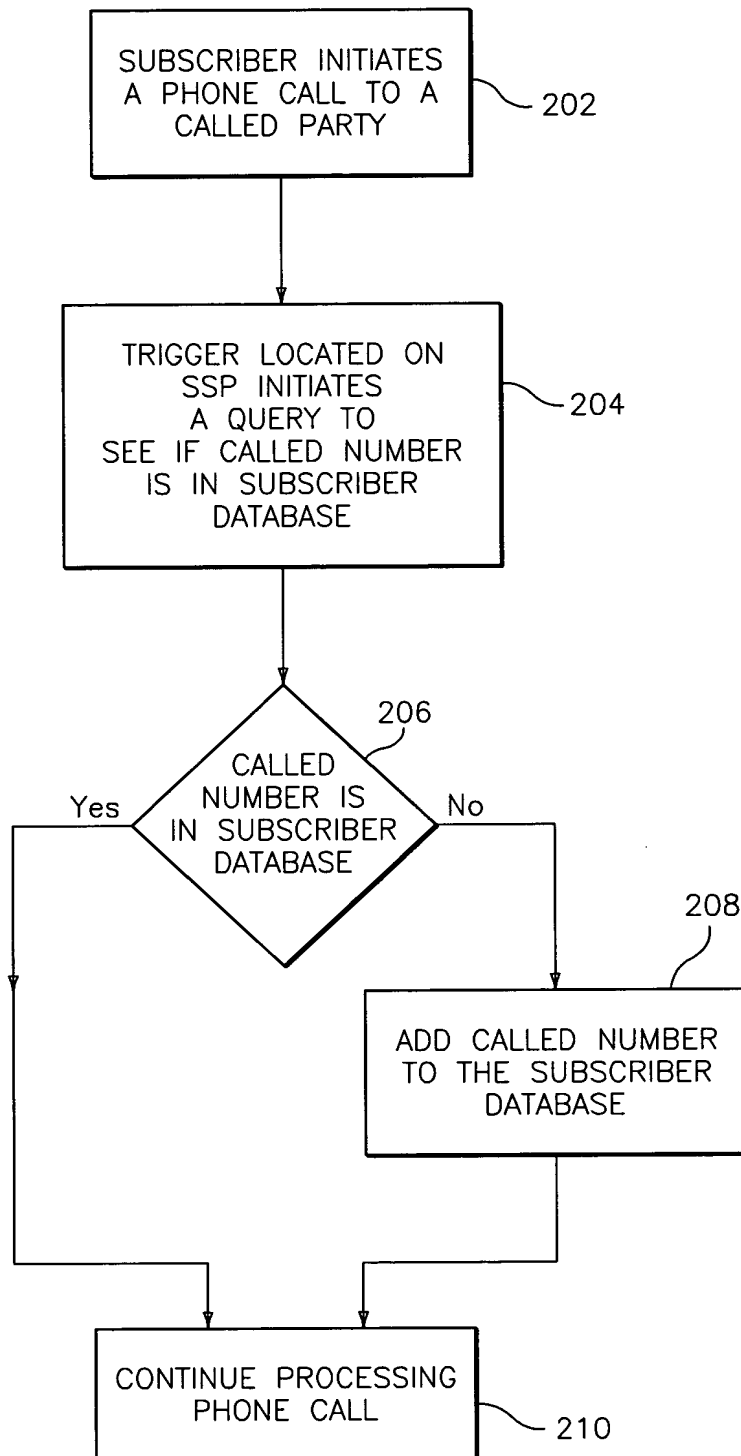 SUBSCRIBER INITIATES
A PHONE CALL TO A
CALLED PARTY
202
TRIGGER LOCATED ON
SSP INITIATES
A QUERY TO
SEE IF CALLED NUMBER
IS IN SUBSCRIBER
DATABASE
204
206
CALLED
NUMBER IS
IN SUBSCRIBER
DATABASE
Yes
No
208
ADD CALLED NUMBER
TO THE SUBSCRIBER
DATABASE
CONTINUE PROCESSING
PHONE CALL
210